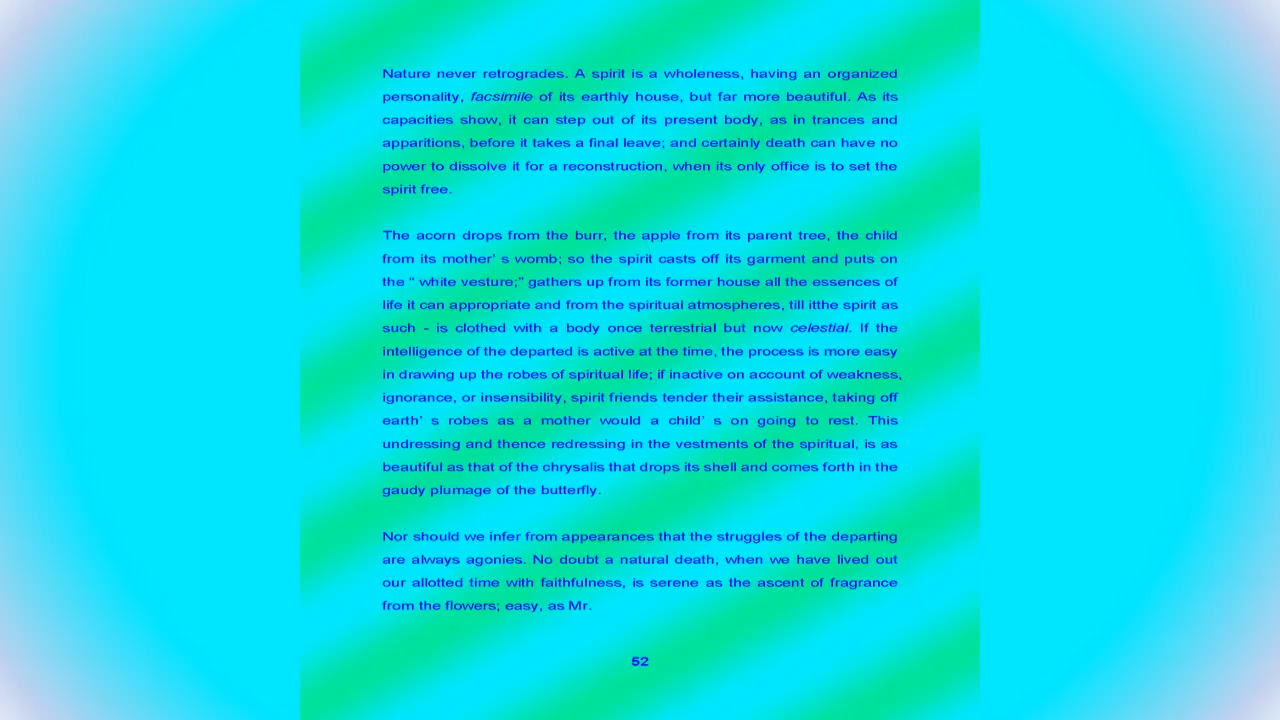 Nature never retrogrades. A spirit is a wholeness, having an organized
personality, facsimile of its earthly house, but far more beautiful. As its
capacities show, it can step out of its present body, as in trances and
apparitions, before it takes a final leave; and certainly death can have no
power to dissolve it for a reconstruction, when its only office is to set the
spirit free.
The acorn drops from the burr, the apple from its parent tree, the child
from its mother’ s womb; so the spirit casts off its garment and puts on
the “ white vesture;” gathers up from its former house all the essences of
life it can appropriate and from the spiritual atmospheres, till itthe spirit as
such - is clothed with a body once terrestrial but now celestial. If the
intelligence of the departed is active at the time, the process is more easy
in drawing up the robes of spiritual life; if inactive on account of weakness,
ignorance, or insensibility, spirit friends tender their assistance, taking off
earth’ s robes as a mother would a child’ s on going to rest. This
undressing and thence redressing in the vestments of the spiritual, is as
beautiful as that of the chrysalis that drops its shell and comes forth in the
gaudy plumage of the butterfly.
Nor should we infer from appearances that the struggles of the departing
are always agonies. No doubt a natural death, when we have lived out
our allotted time with faithfulness, is serene as the ascent of fragrance
from the flowers; easy, as Mr.
52